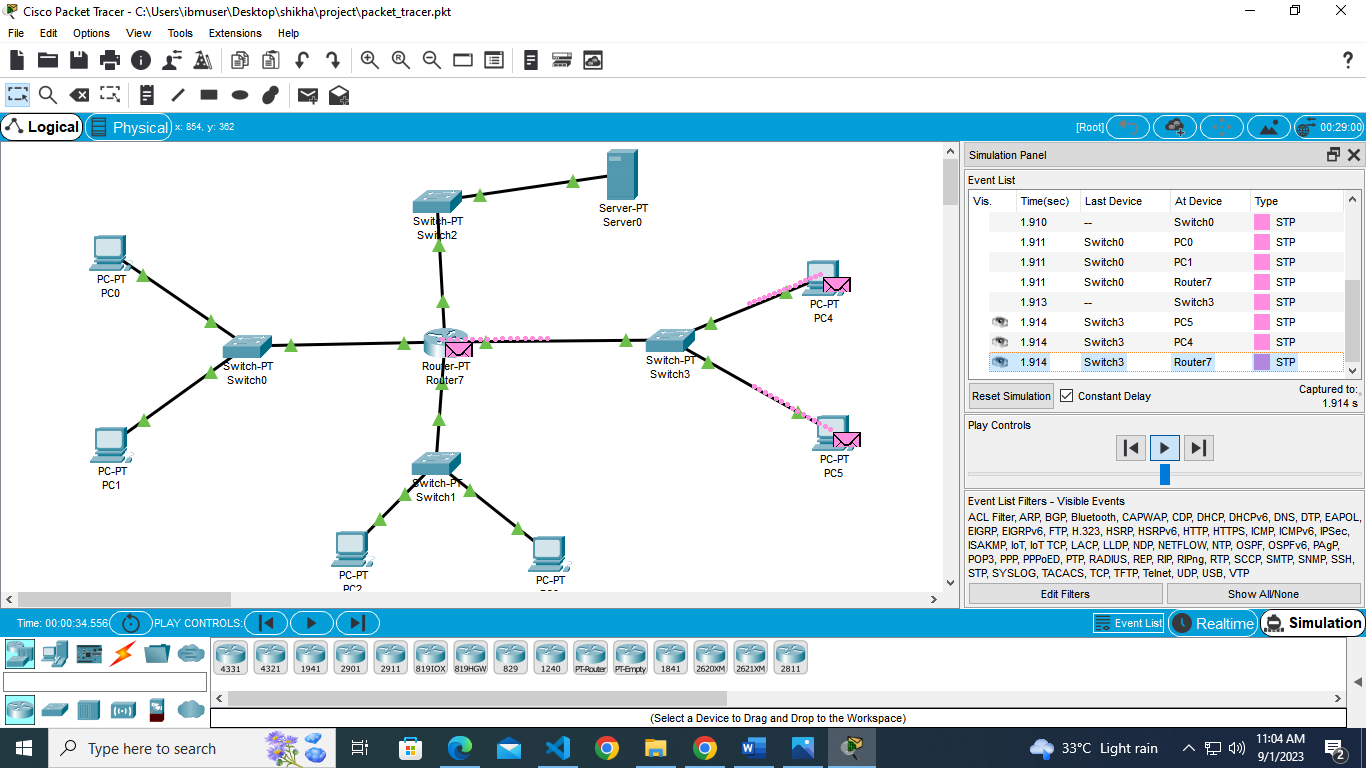 Cisco Packet Tracer - C:\Users\ibmuser\Desktop\shikha\project\packet_tracer.pkt
File Edit Options View Tools Extensions Help
Logical Physical x: 854, y: 362 [Root] 00:29:00
Simulation Panel
Event List
Vis. Time(sec) Last Device At Device Type
1.910 -- Switch0 STP
1.911 Switch0 PC0 STP
1.911 Switch0 PC1 STP
1.911 Switch0 Router7 STP
1.913 -- Switch3 STP
1.914 Switch3 PC5 STP
1.914 Switch3 PC4 STP
1.914 Switch3 Router7 STP
Reset Simulation Constant Delay Captured to:
1.914 s
Play Controls
Event List Filters - Visible Events
ACL Filter, ARP, BGP, Bluetooth, CAPWAP, CDP, DHCP, DHCPv6, DNS, DTP, EAPOL,
EIGRP, EIGRPv6, FTP, H.323, HSRP, HSRPv6, HTTP, HTTPS, ICMP, ICMPv6, IPSec,
ISAKMP, IoT, IoT TCP, LACP, LLDP, NDP, NETFLOW, NTP, OSPF, OSPFv6, PAgP,
POP3, PPP, PPPoED, PTP, RADIUS, REP, RIP, RIPng, RTP, SCCP, SMTP, SNMP, SSH,
STP, SYSLOG, TACACS, TCP, TFTP, Telnet, UDP, USB, VTP
Edit Filters Show All/None
Server-PT
Server0
Switch-PT
Switch2
PC-PT
PC0
PC-PT
PC4
Switch-PT
Switch0
Router-PT
Router7
Switch-PT
Switch3
PC-PT
PC1
PC-PT
PC5
Switch-PT
Switch1
PC-PT
PC2
PC-PT
Time: 00:00:34.556 PLAY CONTROLS: Event List Realtime Simulation
4331 4321 1941 2901 2911 819IOX 819HGW 829 1240 PT-Router PT-Empty 1841 2620XM 2621XM 2811
(Select a Device to Drag and Drop to the Workspace)
Type here to search
33°C Light rain
11:04 AM
9/1/2023
2